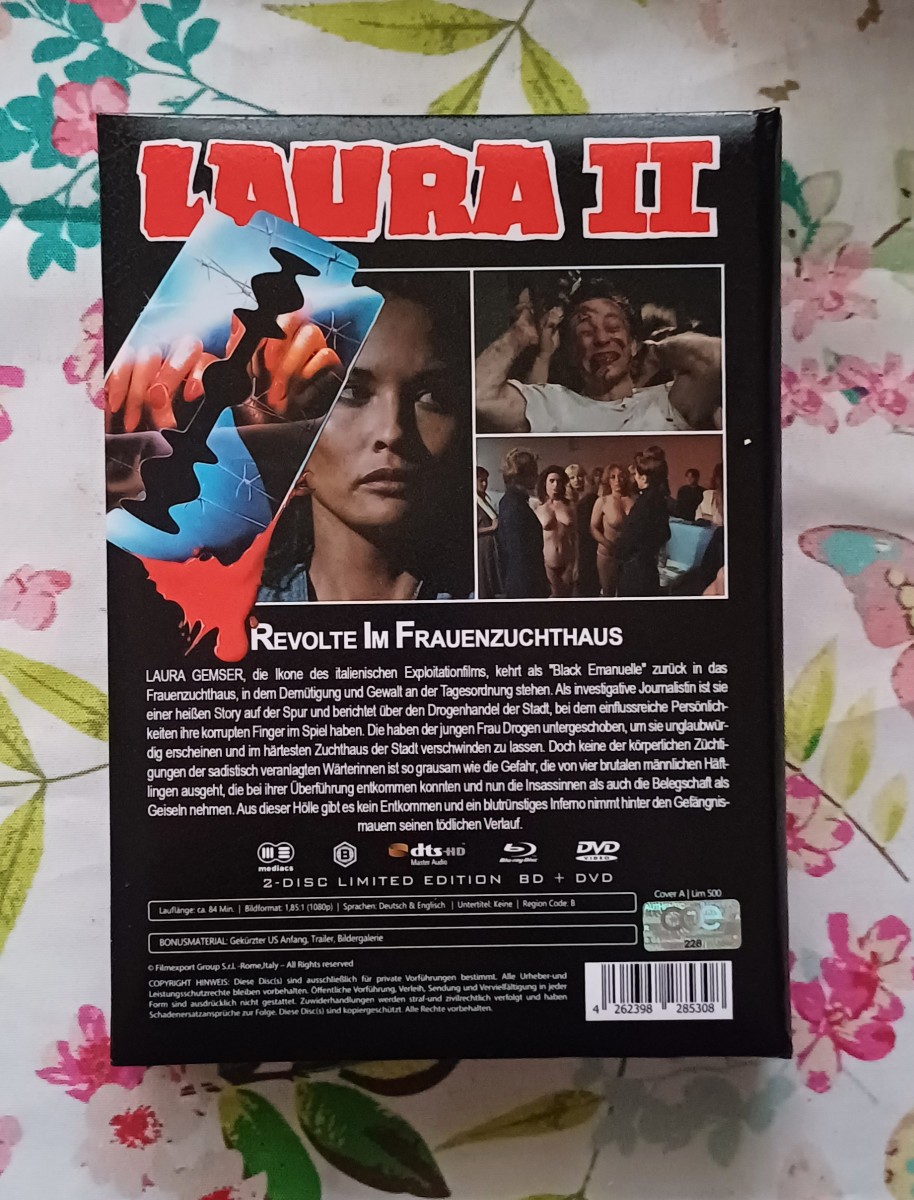 LAURA II
REVOLTE IM FRAUENZUCHTHAUS
LAURA GEMSER, die Ikone des italienischen Exploitationfilms, kehrt als "Black Emanuelle" zurück in das
Frauenzuchthaus, in dem Demütigung und Gewalt an der Tagesordnung stehen. Als investigative Journalistin ist sie
einer heißen Story auf der Spur und berichtet über den Drogenhandel der Stadt, bei dem einflussreiche Persönlich-
keiten ihre korrupten Finger im Spiel haben. Die haben der jungen Frau Drogen untergeschoben, um sie unglaubwür-
dig erscheinen und im härtesten Zuchthaus der Stadt verschwinden zu lassen. Doch keine der körperlichen Züchti-
gungen der sadistisch veranlagten Wärterinnen ist so grausam wie die Gefahr, die von vier brutalen männlichen Häft-
lingen ausgeht, die bei ihrer Überführung entkommen konnten und nun die Insassinnen als auch die Belegschaft als
Geiseln nehmen. Aus dieser Hölle gibt es kein Entkommen und ein blutrünstiges Inferno nimmt hinter den Gefängnis-
mauern seinen tödlichen Verlauf.
mediacs
B
dts-HD
Master Audio
Blu-ray Disc
DVD
VIDEO
2-DISC LIMITED EDITION BD + DVD
Cover A | Lim 500
Lauflänge: ca. 84 Min. | Bildformat: 1,85:1 (1080p) | Sprachen: Deutsch & Englisch | Untertitel: Keine | Region Code: B
228
BONUSMATERIAL: Gekürzter US Anfang, Trailer, Bildergalerie
© Filmexport Group S.r.l. -Rome,Italy – All Rights reserved
COPYRIGHT HINWEIS: Diese Disc(s) sind ausschließlich für private Vorführungen bestimmt. Alle Urheber-und
Leistungsschutzrechte bleiben vorbehalten. Öffentliche Vorführung, Verleih, Sendung und Vervielfältigung in jeder
Form sind ausdrücklich nicht gestattet. Zuwiderhandlungen werden straf-und zivilrechtlich verfolgt und haben
Schadenersatzansprüche zur Folge. Diese Disc(s) sind kopiergeschützt. Alle Rechte vorbehalten.
4 262398 285308